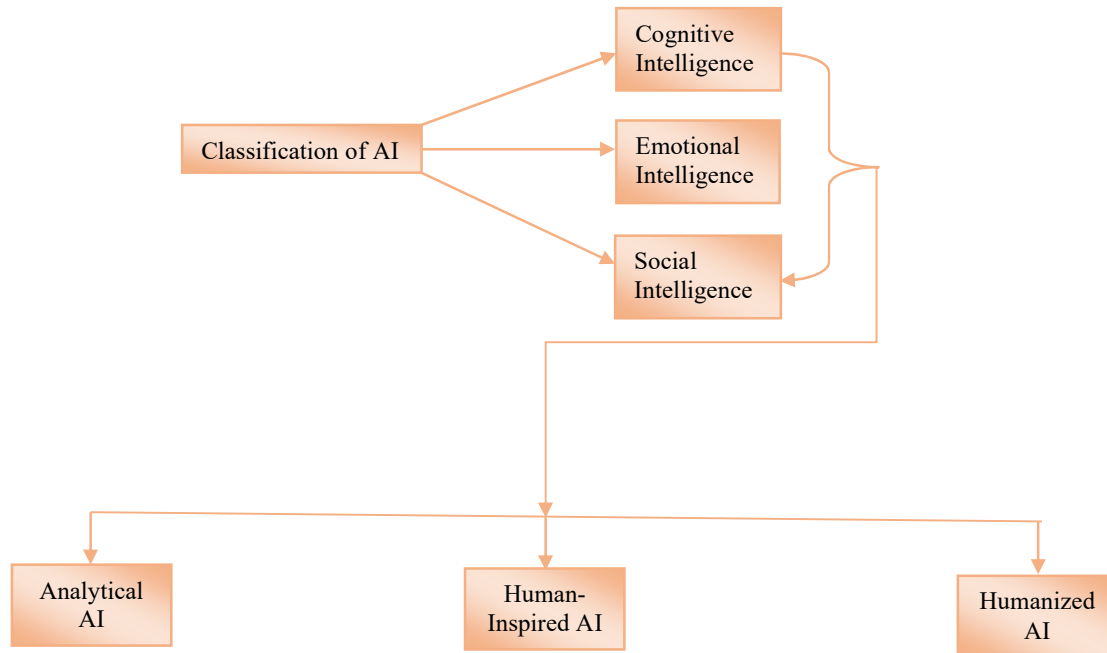 Cognitive
Intelligence
Classification of AI
Emotional
Intelligence
Social
Intelligence
Analytical
AI
Human-
Inspired AI
Humanized
AI